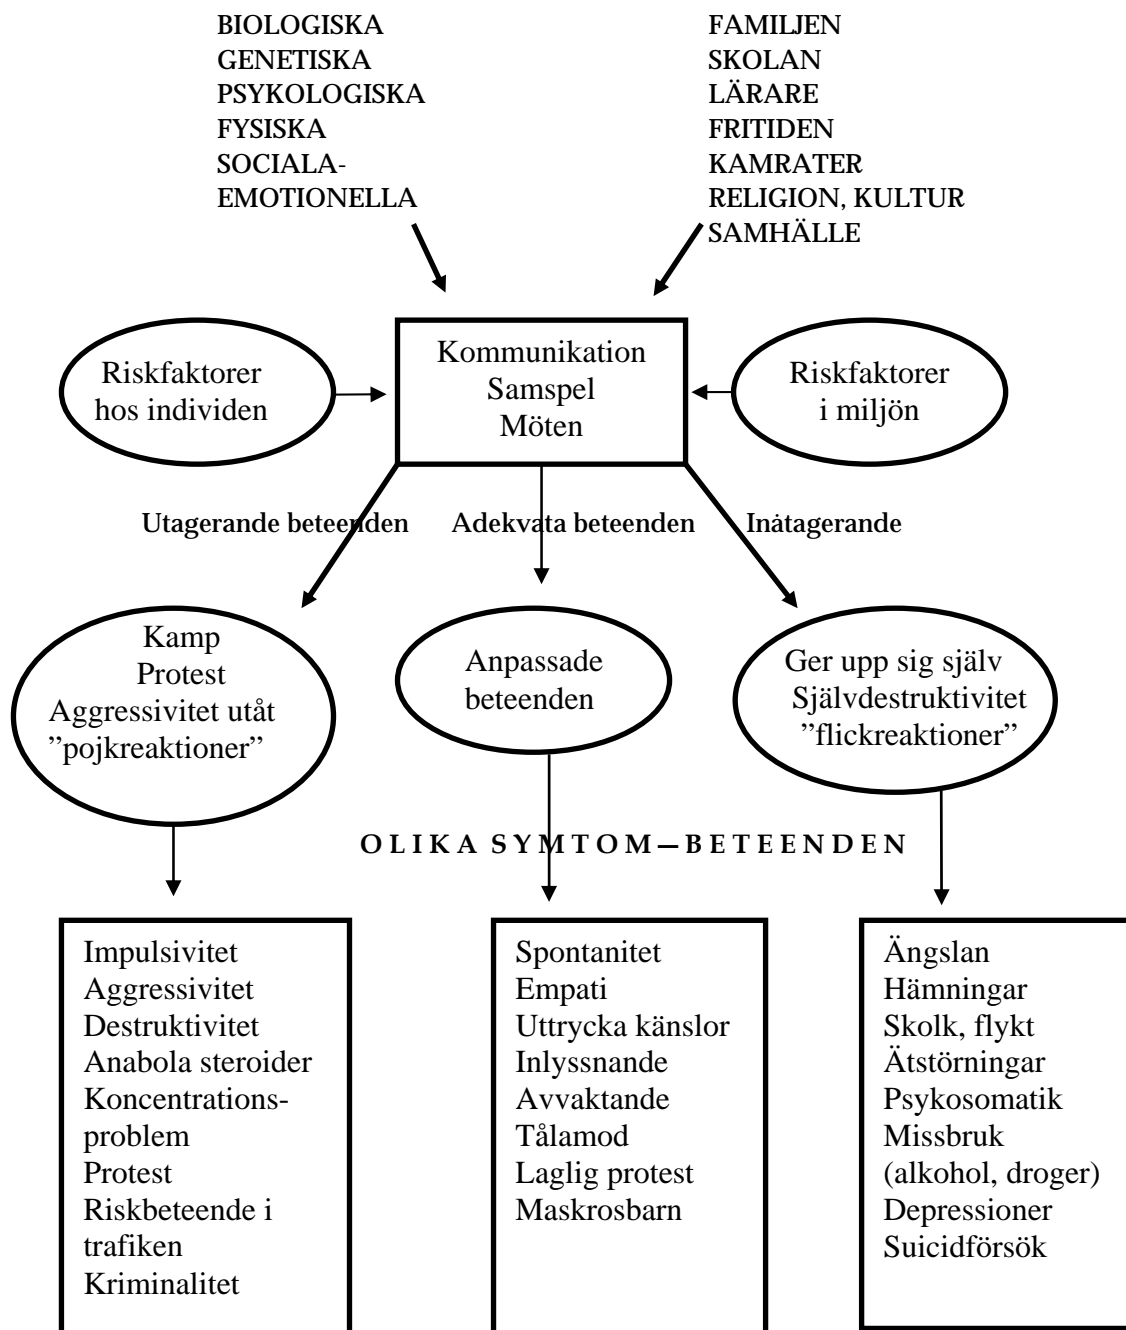 BIOLOGISKA
GENETISKA
PSYKOLOGISKA
FYSISKA
SOCIALA-
EMOTIONELLA
FAMILJEN
SKOLAN
LÄRARE
FRITIDEN
KAMRATER
RELIGION, KULTUR
SAMHÄLLE
Riskfaktorer
hos individen
Kommunikation
Samspel
Möten
Riskfaktorer
i miljön
Utagerande beteenden
Adekvata beteenden
Inåtagerande
Kamp
Protest
Aggressivitet utåt
”pojkreaktioner”
Anpassade
beteenden
Ger upp sig själv
Självdestruktivitet
”flickreaktioner”
OLIKA SYMTOM—BETEENDEN
Impulsivitet
Aggressivitet
Destruktivitet
Anabola steroider
Koncentrations-
problem
Protest
Riskbeteende i
trafiken
Kriminalitet
Spontanitet
Empati
Uttrycka känslor
Inlyssnande
Avvaktande
Tålamod
Laglig protest
Maskrosbarn
Ängslan
Hämningar
Skolk, flykt
Ätstörningar
Psykosomatik
Missbruk
(alkohol, droger)
Depressioner
Suicidförsök